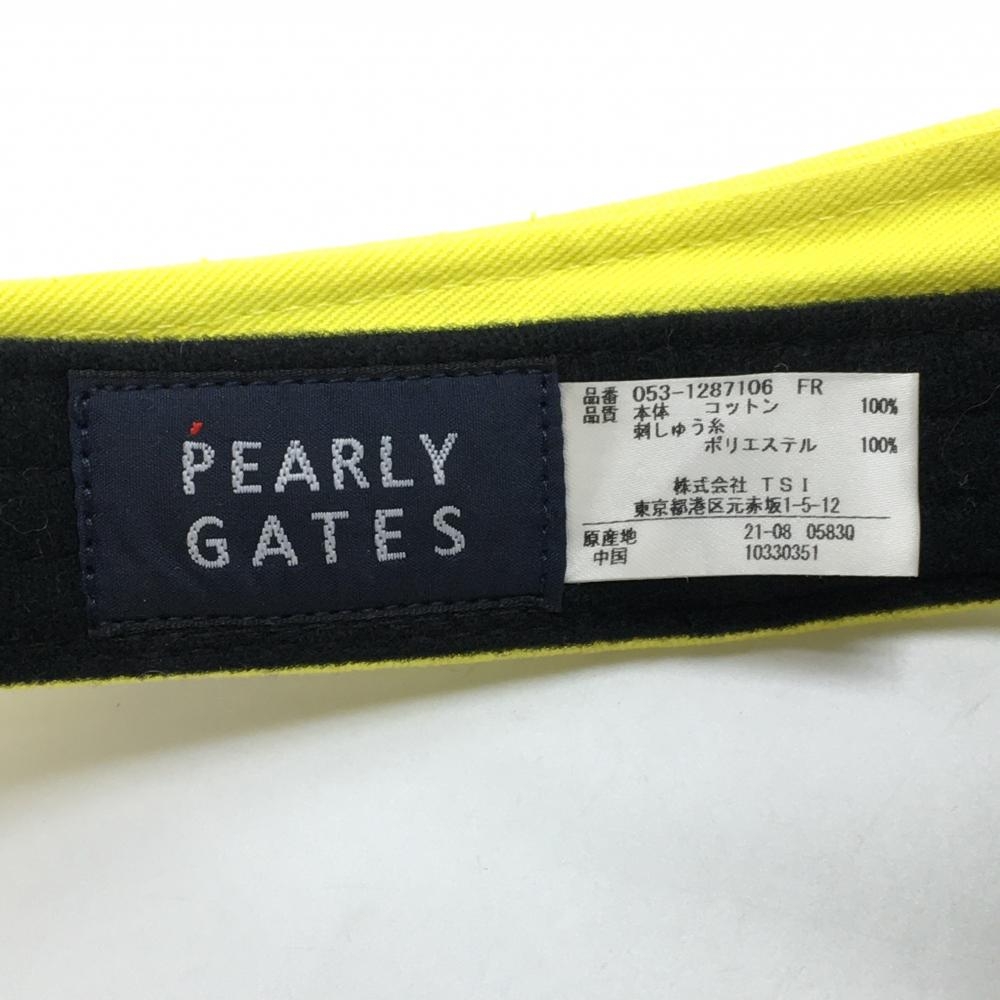 PEARLY
GATES
品番 053-1287106 FR
品質 本体 コットン 100%
刺しゅう糸
ポリエステル 100%
株式会社 TSI
東京都港区元赤坂1-5-12
原産地 21-08 0583Q
中国 10330351